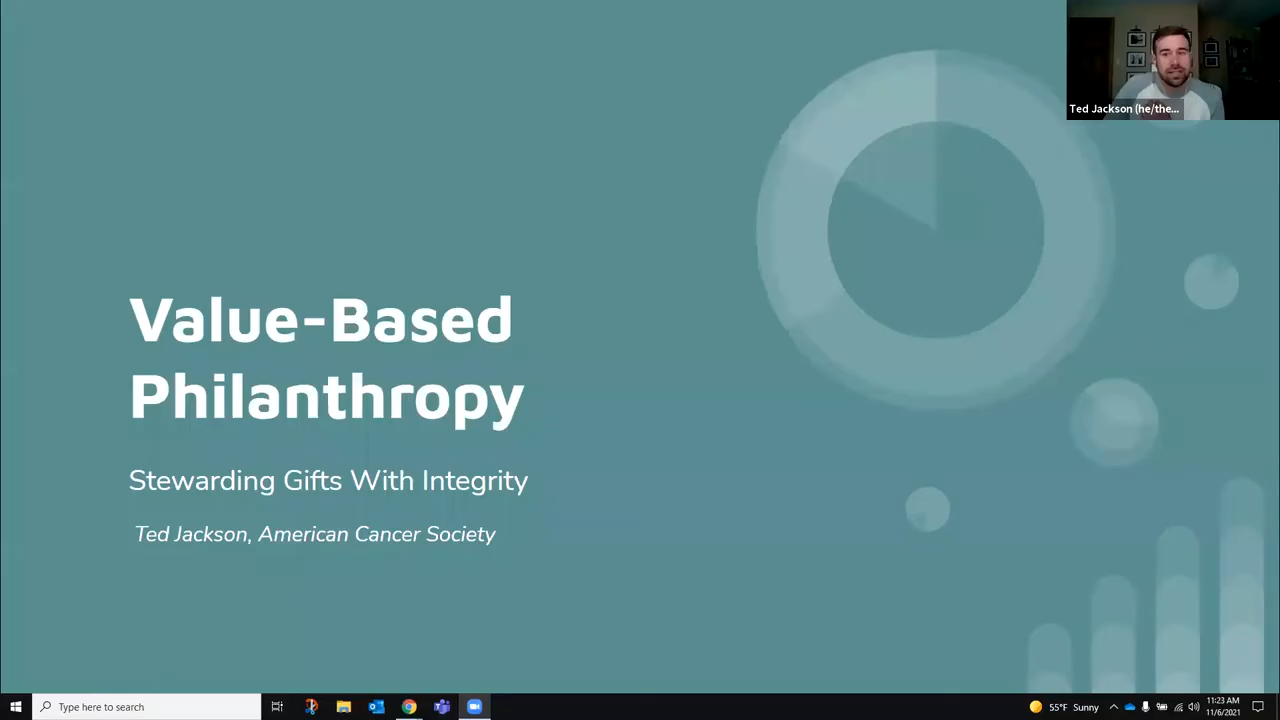 Ted Jackson (he/the...
Value-Based
Philanthropy
Stewarding Gifts With Integrity
Ted Jackson, American Cancer Society
Type here to search
55°F Sunny
11:23 AM
11/6/2021